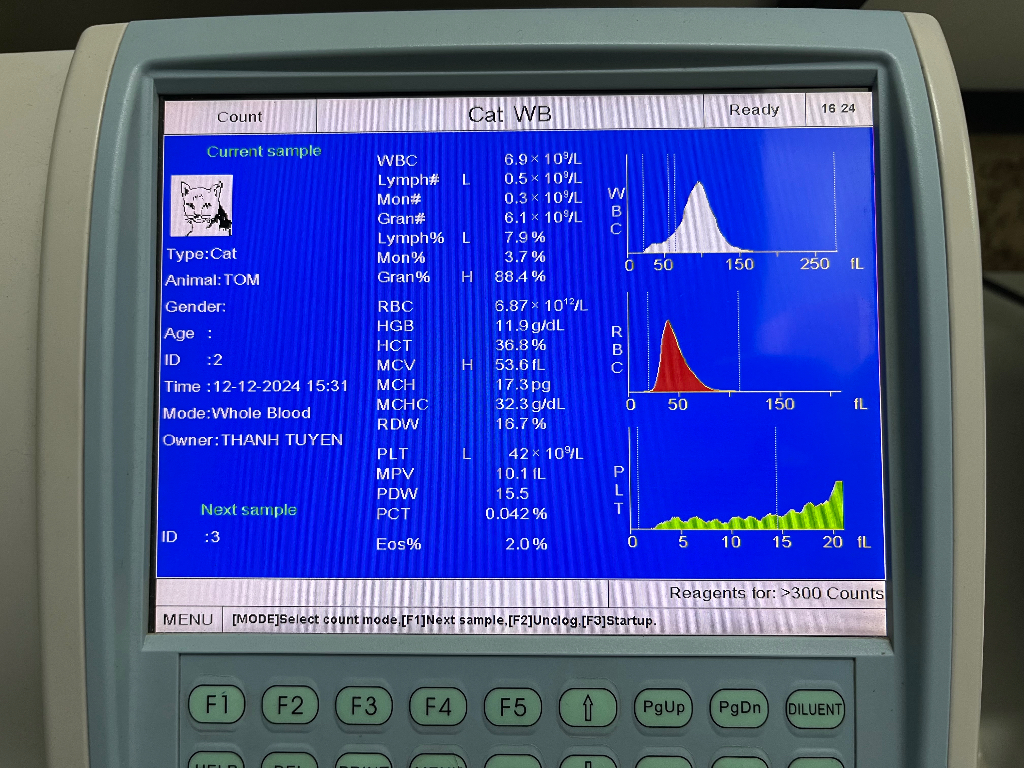 Count Cat WB Ready 16 24
Current sample
Type:Cat
Animal:TOM
Gender:
Age :
ID :2
Time :12-12-2024 15:31
Mode:Whole Blood
Owner:THANH TUYEN
Next sample
ID :3
WBC 6.9 × 10⁹/L
Lymph# L 0.5 × 10⁹/L
Mon# 0.3 × 10⁹/L
Gran# 6.1 × 10⁹/L
Lymph% L 7.9 %
Mon% 3.7 %
Gran% H 88.4 %
RBC 6.87 × 10¹²/L
HGB 11.9 g/dL
HCT 36.8 %
MCV H 53.6 fL
MCH 17.3 pg
MCHC 32.3 g/dL
RDW 16.7 %
PLT L 42 × 10⁹/L
MPV 10.1 fL
PDW 15.5
PCT 0.042 %
Eos% 2.0 %
WBC
0 50 150 250 fL
RBC
0 50 150 fL
PLT
0 5 10 15 20 fL
Reagents for: >300 Counts
MENU [MODE]Select count mode,[F1]Next sample,[F2]Unclog,[F3]Startup.
F1 F2 F3 F4 F5 ⇧ PgUp PgDn DILUENT
HELP DEL PRINT MENU